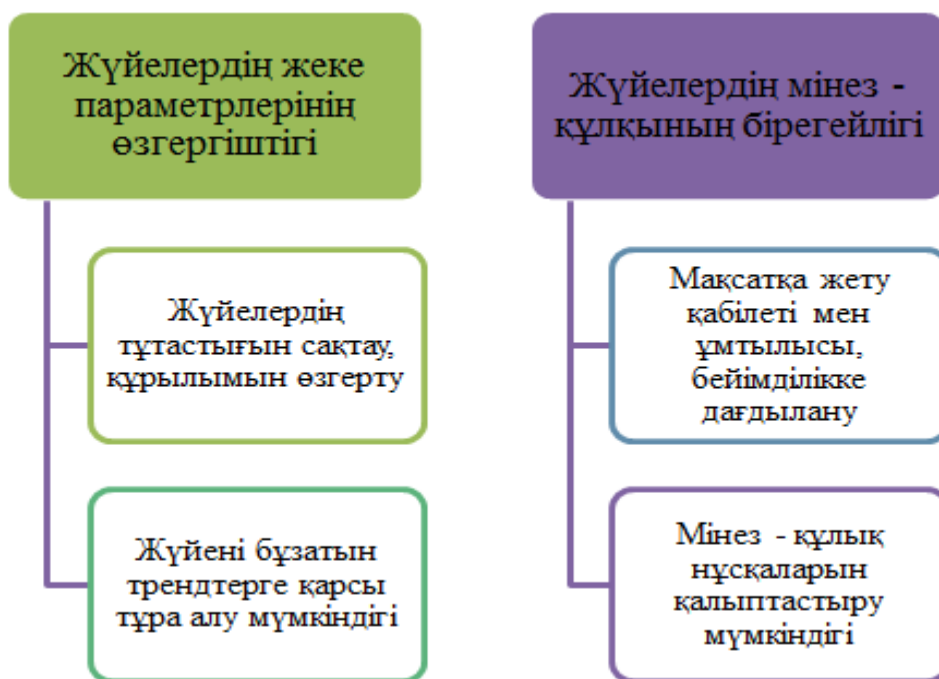 Жүйелердің жеке
параметрлерінің
өзгергіштігі
Жүйелердің
тұтастығын сақтау,
құрылымын өзгерту
Жүйені бұзатын
трендтерге қарсы
тұра алу мүмкіндігі
Жүйелердің мінез -
құлқының бірегейлігі
Мақсатқа жету
қабілеті мен
ұмтылысы,
бейімділікке
дағдылану
Мінез - құлық
нұсқаларын
қалыптастыру
мүмкіндігі